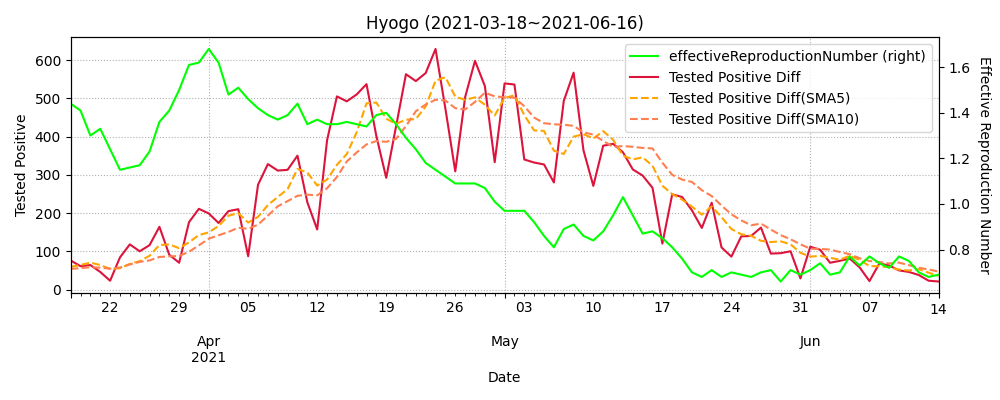 Hyogo (2021-03-18~2021-06-16)
effectiveReproductionNumber (right)
Tested Positive Diff
Tested Positive Diff(SMA5)
Tested Positive Diff(SMA10)
Tested Positive
600
500
400
300
200
100
0
1.6
1.4
1.2
1.0
0.8
Effective Reproduction Number
22 29 05 12 19 26 03 10 17 24 01 07 14
Apr May Jun
2021
Date